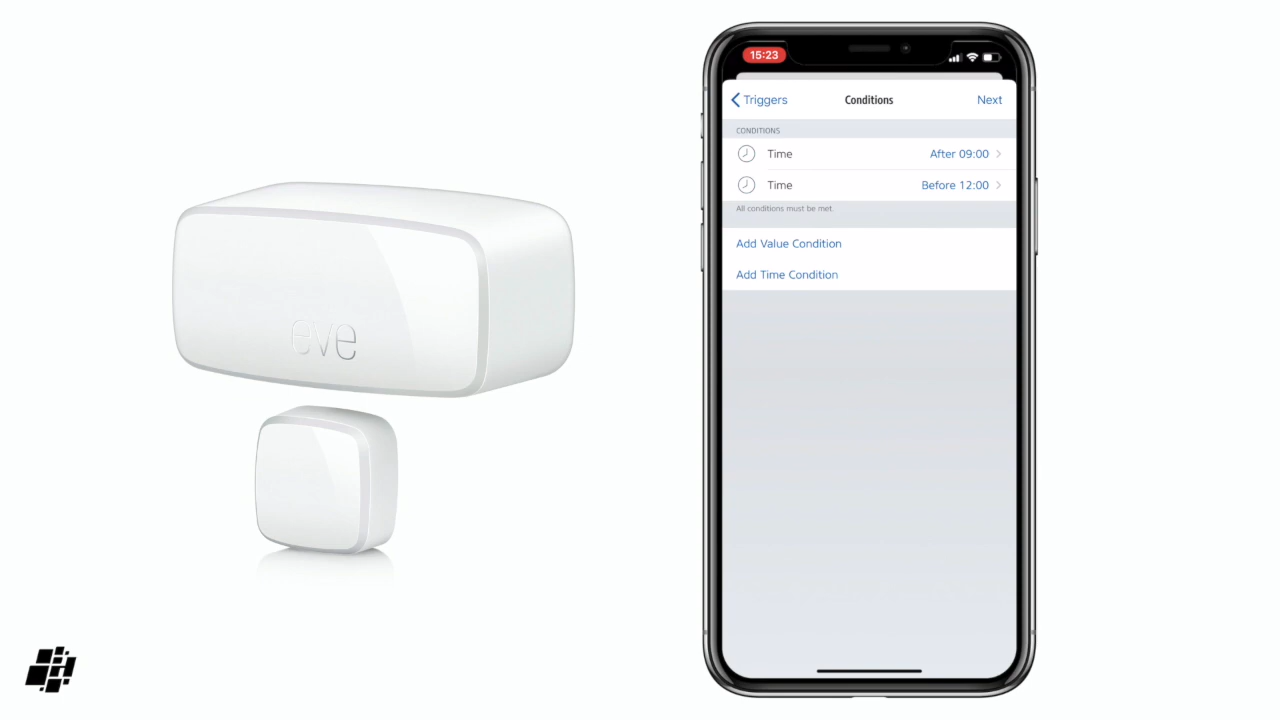 eve
15:23
Triggers
Conditions
Next
CONDITIONS
Time
After 09:00
Time
Before 12:00
All conditions must be met.
Add Value Condition
Add Time Condition